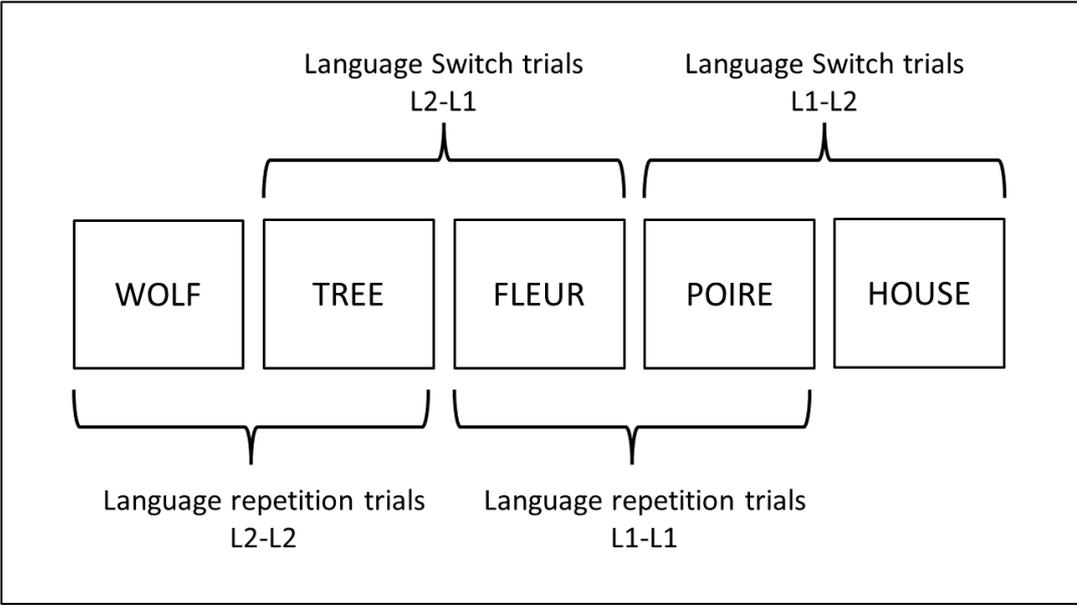 Language Switch trials
L2-L1
Language Switch trials
L1-L2
WOLF
TREE
FLEUR
POIRE
HOUSE
Language repetition trials
L2-L2
Language repetition trials
L1-L1